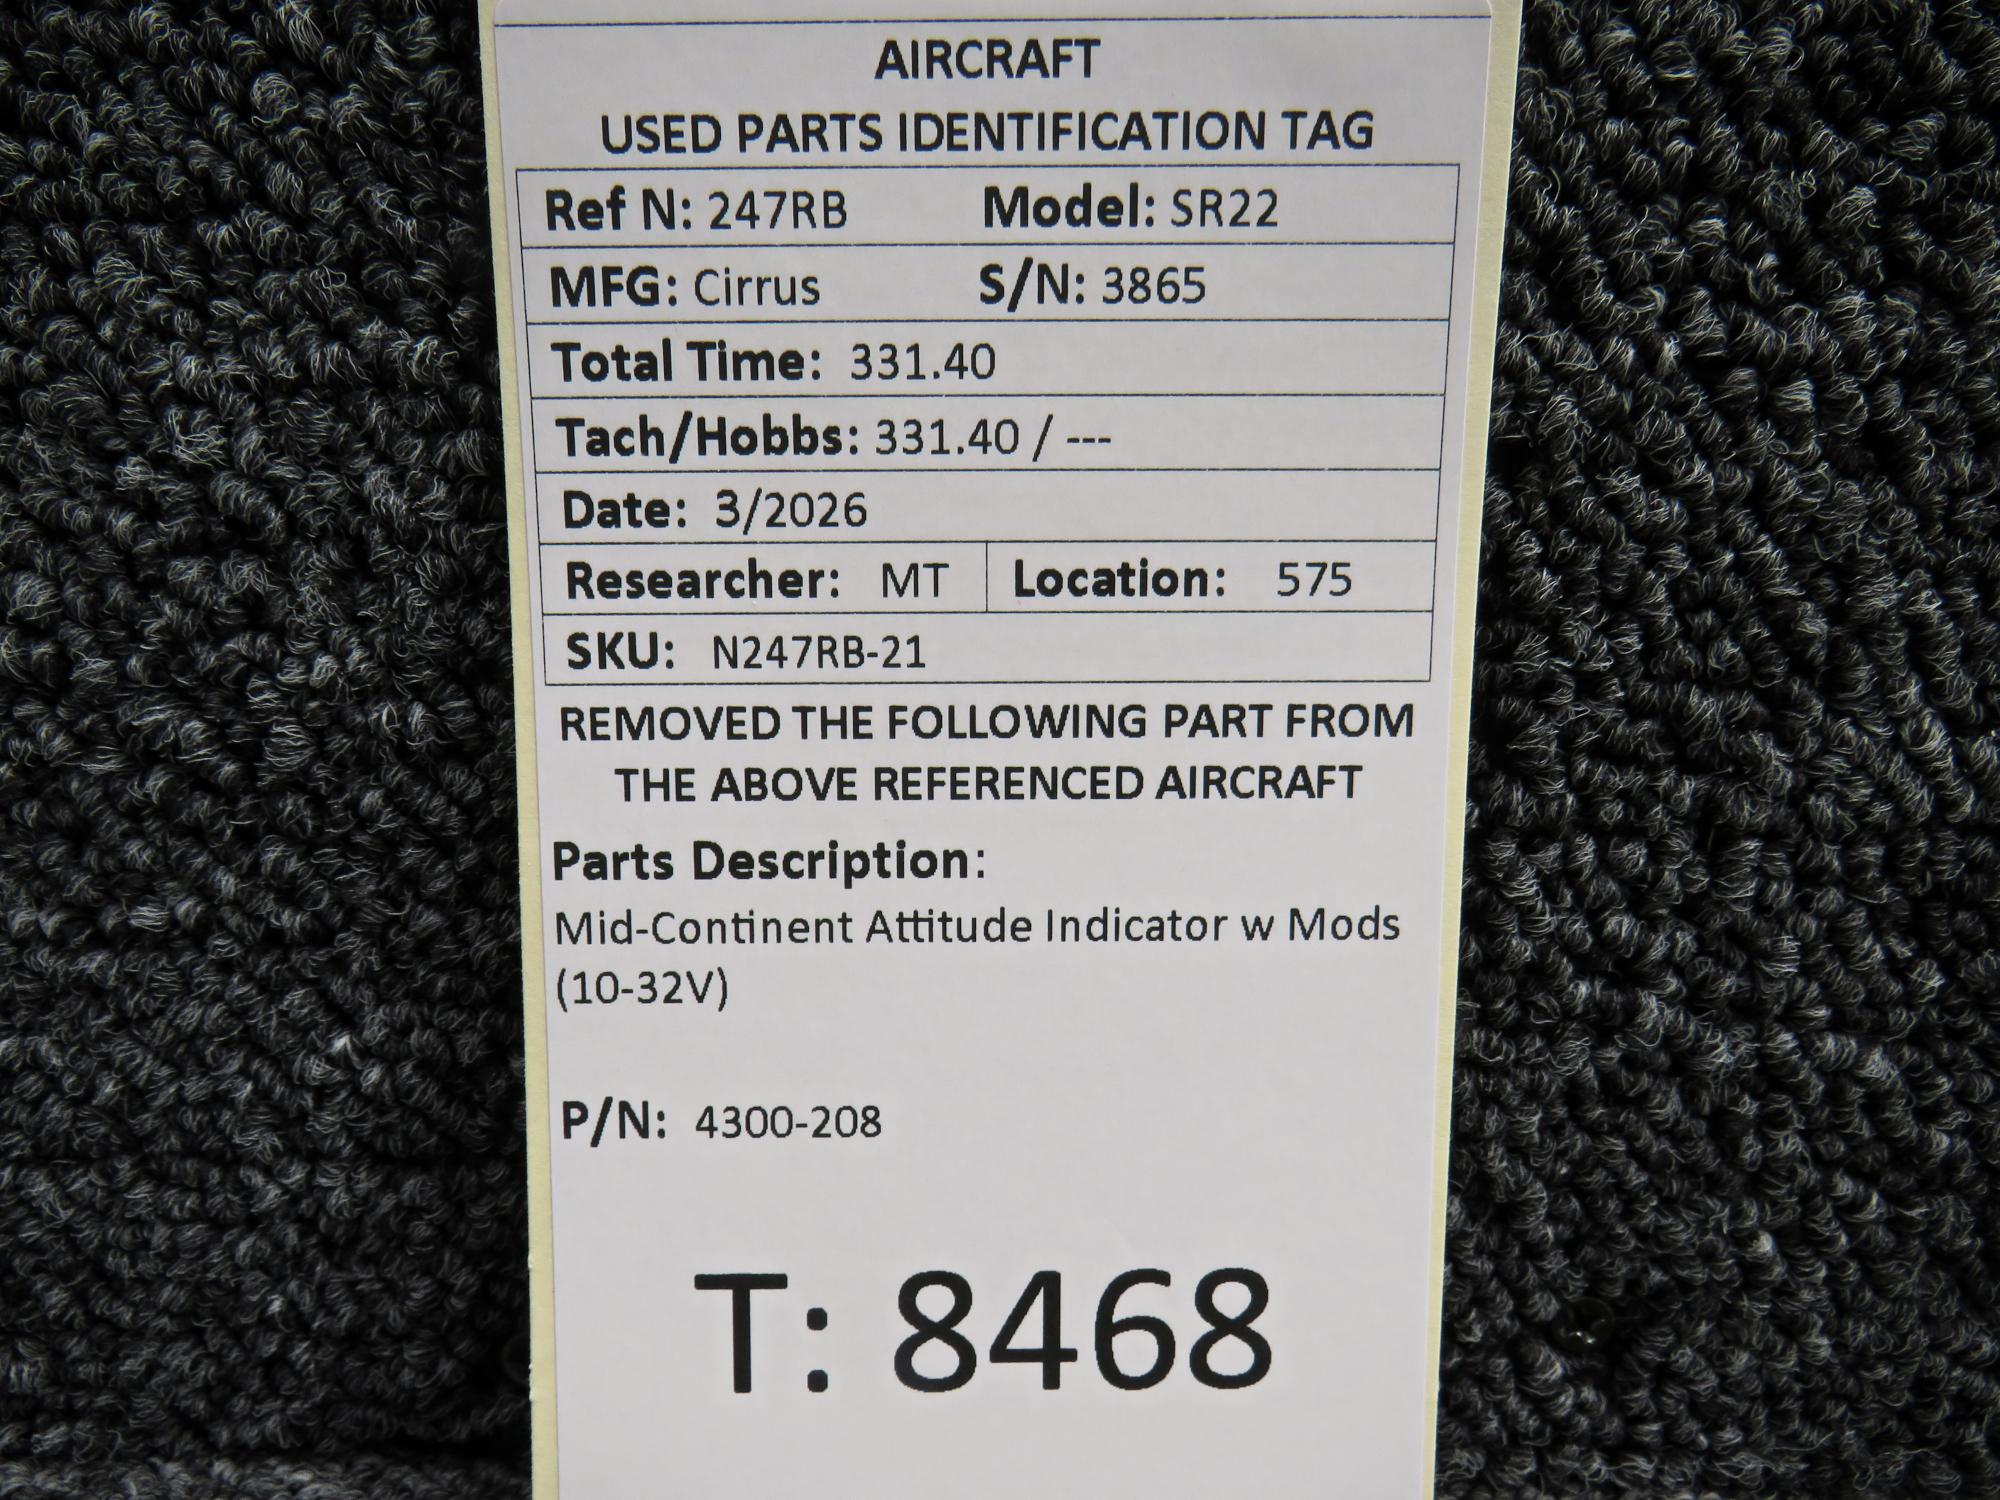 AIRCRAFT
USED PARTS IDENTIFICATION TAG
Ref N: 247RB Model: SR22
MFG: Cirrus S/N: 3865
Total Time: 331.40
Tach/Hobbs: 331.40 / ---
Date: 3/2026
Researcher: MT Location: 575
SKU: N247RB-21
REMOVED THE FOLLOWING PART FROM
THE ABOVE REFERENCED AIRCRAFT
Parts Description:
Mid-Continent Attitude Indicator w Mods
(10-32V)
P/N: 4300-208
T: 8468